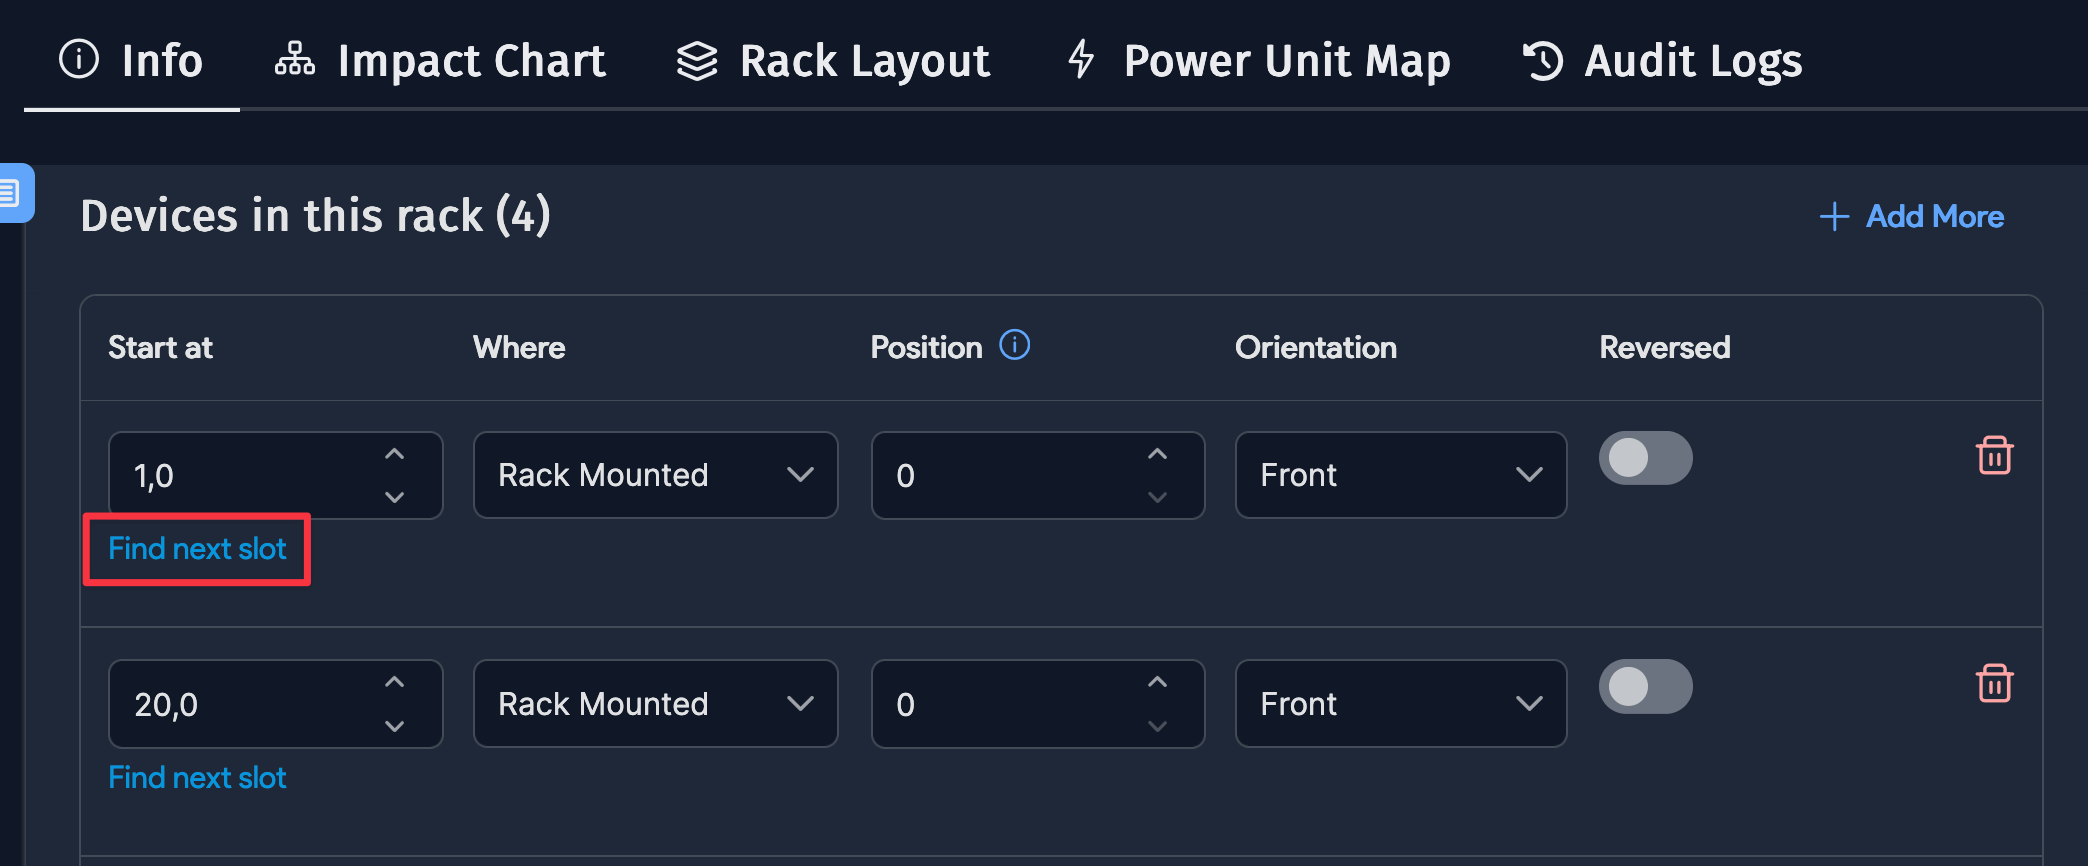 Info Impact Chart Rack Layout Power Unit Map Audit Logs
Devices in this rack (4)
Add More
Start at Where Position Orientation Reversed
1,0 Rack Mounted 0 Front
Find next slot
20,0 Rack Mounted 0 Front
Find next slot